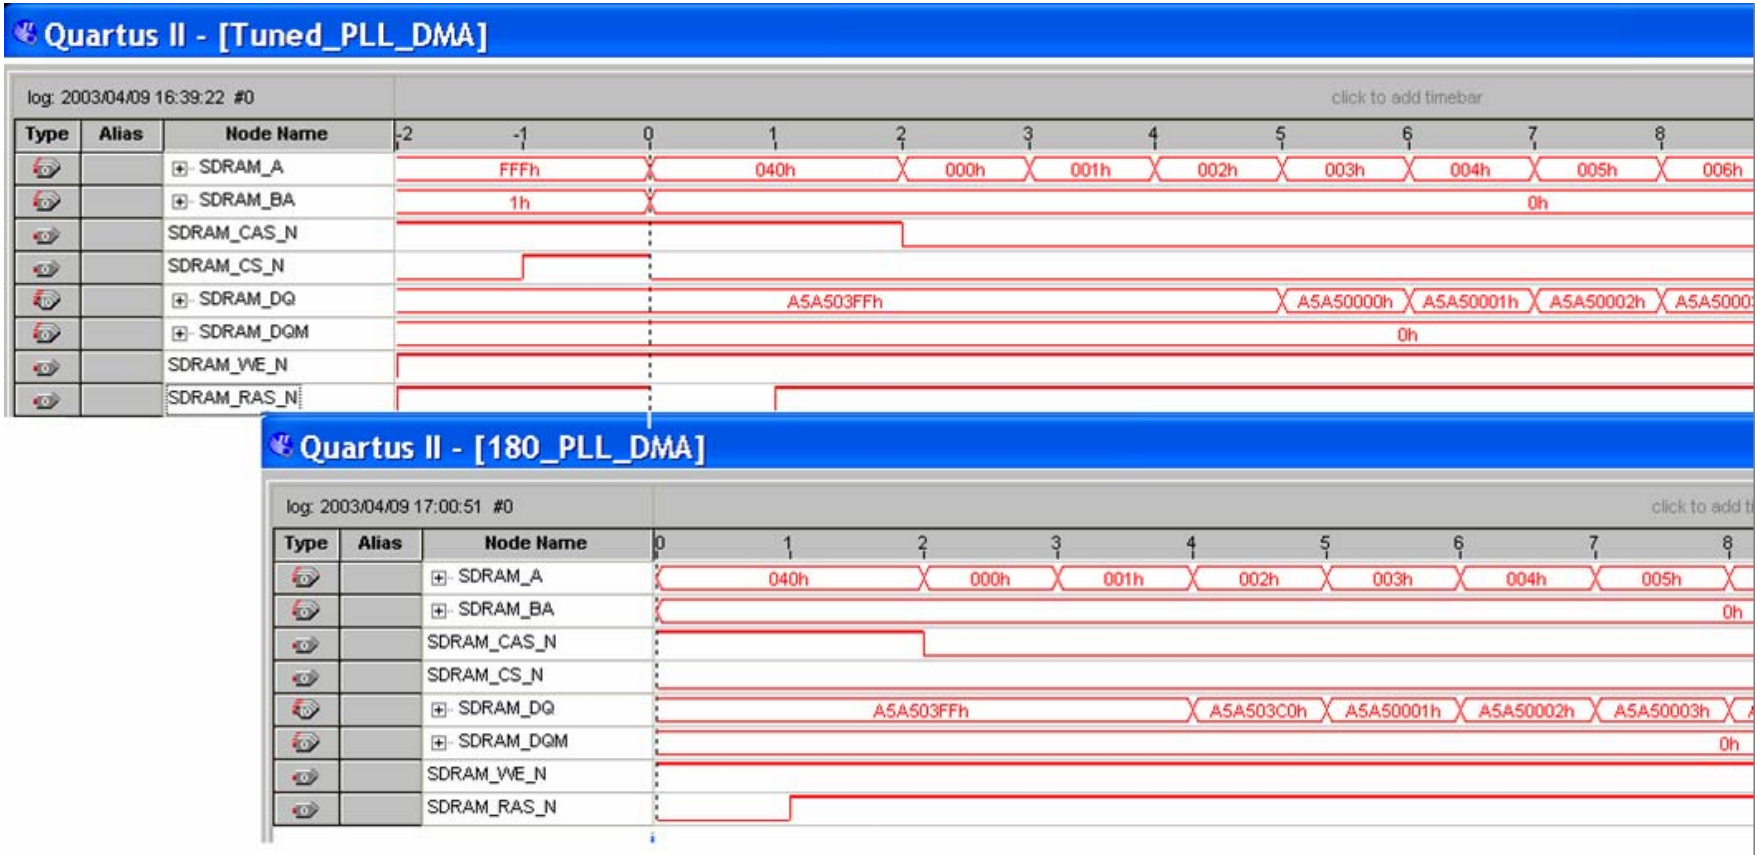 Quartus II - [Tuned_PLL_DMA]
log: 2003/04/09 16:39:22 #0 click to add timebar
Type Alias Node Name -2 -1 0 1 2 3 4 5 6 7 8
SDRAM_A FFFh 040h 000h 001h 002h 003h 004h 005h 006h
SDRAM_BA 1h 0h
SDRAM_CAS_N
SDRAM_CS_N
SDRAM_DQ A5A503FFh A5A50000h A5A50001h A5A50002h A5A5000
SDRAM_DQM 0h
SDRAM_WE_N
SDRAM_RAS_N
Quartus II - [180_PLL_DMA]
log: 2003/04/09 17:00:51 #0 click to add ti
Type Alias Node Name 0 1 2 3 4 5 6 7 8
SDRAM_A 040h 000h 001h 002h 003h 004h 005h
SDRAM_BA 0h
SDRAM_CAS_N
SDRAM_CS_N
SDRAM_DQ A5A503FFh A5A503C0h A5A50001h A5A50002h A5A50003h
SDRAM_DQM 0h
SDRAM_WE_N
SDRAM_RAS_N